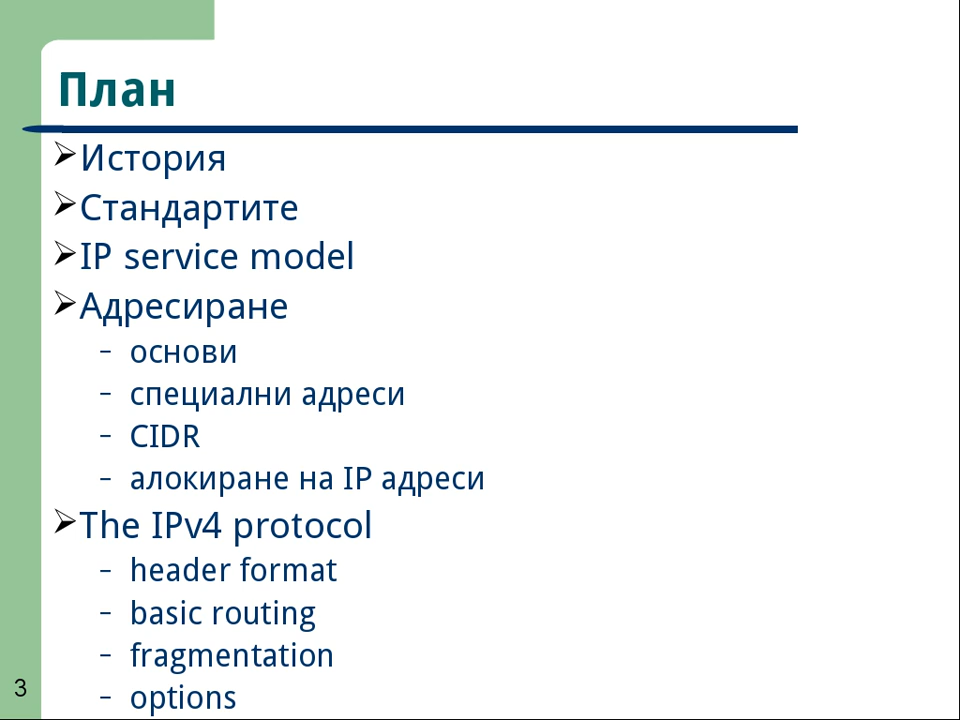 План
➢История
➢Стандартите
➢IP service model
➢Адресиране
– основи
– специални адреси
– CIDR
– алокиране на IP адреси
➢The IPv4 protocol
– header format
– basic routing
– fragmentation
– options
3